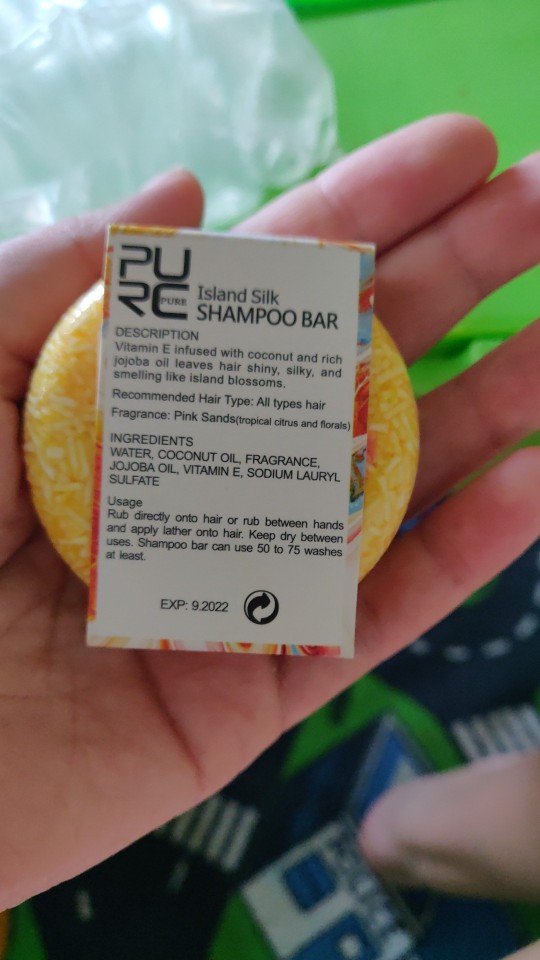 PU
RC PURE
Island Silk
SHAMPOO BAR
DESCRIPTION
Vitamin E infused with coconut and rich
jojoba oil leaves hair shiny, silky, and
smelling like island blossoms.
Recommended Hair Type: All types hair
Fragrance: Pink Sands(tropical citrus and florals)
INGREDIENTS
WATER, COCONUT OIL, FRAGRANCE,
JOJOBA OIL, VITAMIN E, SODIUM LAURYL
SULFATE
Usage
Rub directly onto hair or rub between hands
and apply lather onto hair. Keep dry between
uses. Shampoo bar can use 50 to 75 washes
at least.
EXP: 9.2022